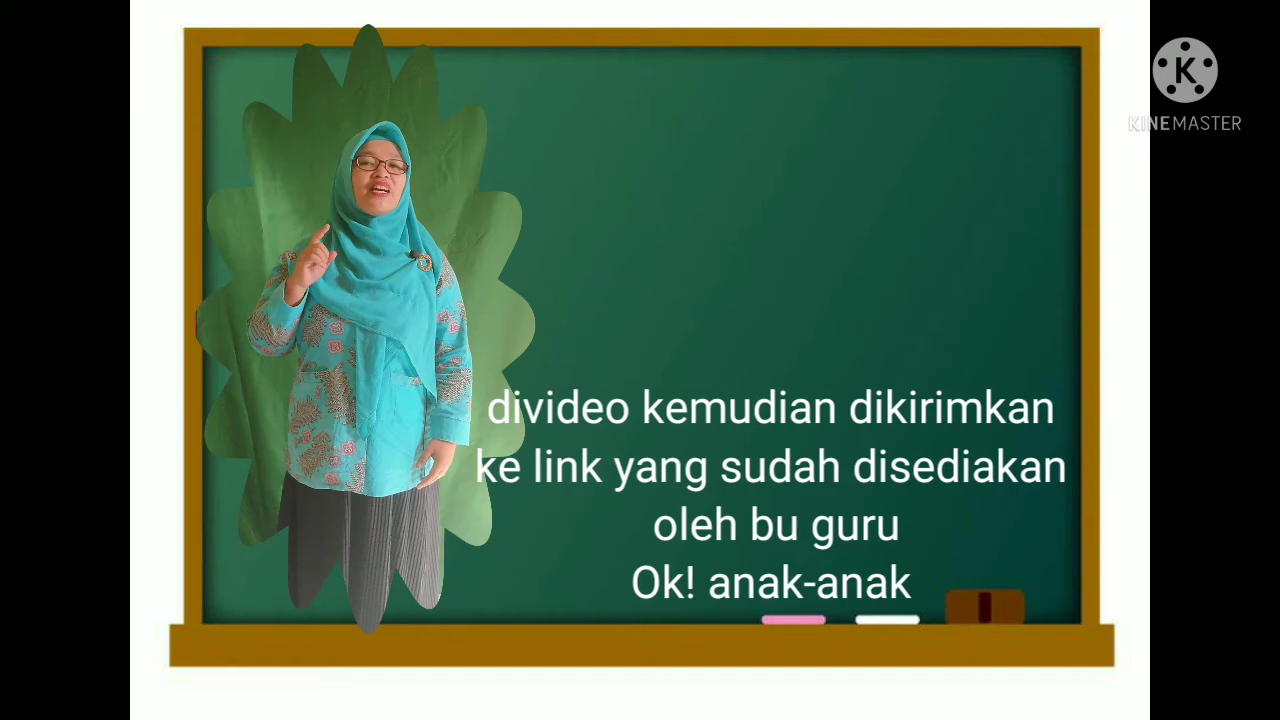 K
KINEMASTER
divideo kemudian dikirimkan
ke link yang sudah disediakan
oleh bu guru
Ok! anak-anak